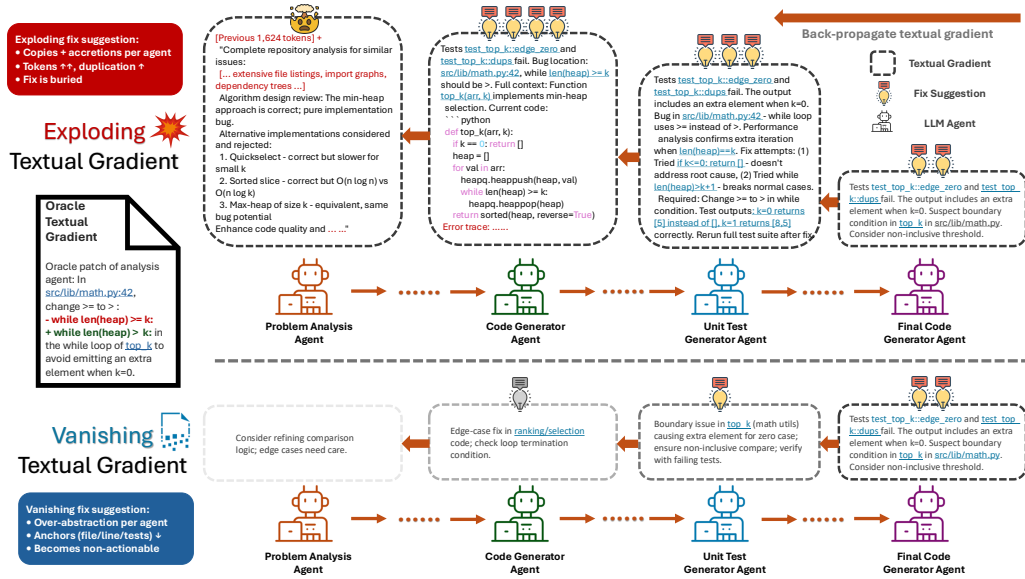 Exploding fix suggestion:
• Copies + accretions per agent
• Tokens ↑↑, duplication ↑
• Fix is buried
Exploding
Textual Gradient
Oracle
Textual
Gradient
Oracle patch of analysis
agent: In
src/lib/math.py:42,
change >= to > :
- while len(heap) >= k:
+ while len(heap) > k: in
the while loop of top_k to
avoid emitting an extra
element when k=0.
[Previous 1,624 tokens] +
"Complete repository analysis for similar
issues:
[... extensive file listings, import graphs,
dependency trees ...]
Algorithm design review: The min-heap
approach is correct; pure implementation
bug.
Alternative implementations considered
and rejected:
1. Quickselect - correct but slower for
small k
2. Sorted slice - correct but O(n log n) vs
O(n log k)
3. Max-heap of size k - equivalent, same
bug potential
Enhance code quality and ... ..."
Tests test_top_k::edge_zero and
test_top_k::dups fail. Bug location:
src/lib/math.py:42, while len(heap) >= k
should be >. Full context: Function
top_k(arr, k) implements min-heap
selection. Current code:
```python
def top_k(arr, k):
if k == 0: return []
heap = []
for val in arr:
heapq.heappush(heap, val)
while len(heap) >= k:
heapq.heappop(heap)
return sorted(heap, reverse=True)
Error trace: ......
Tests test_top_k::edge_zero and
test_top_k::dups fail. The output
includes an extra element when k=0.
Bug in src/lib/math.py:42 - while loop
uses >= instead of >. Performance
analysis confirms extra iteration
when len(heap)==k. Fix attempts: (1)
Tried if k<=0: return [] - doesn't
address root cause, (2) Tried while
len(heap)>k+1 - breaks normal cases.
Required: Change >= to > in while
condition. Test outputs: k=0 returns
[5] instead of [], k=1 returns [8,5]
correctly. Rerun full test suite after fix
Back-propagate textual gradient
Textual Gradient
Fix Suggestion
LLM Agent
Tests test_top_k::edge_zero and test_top_
k::dups fail. The output includes an extra
element when k=0. Suspect boundary
condition in top_k in src/lib/math.py.
Consider non-inclusive threshold.
Problem Analysis
Agent
Code Generator
Agent
Unit Test
Generator Agent
Final Code
Generator Agent
Vanishing
Textual Gradient
Vanishing fix suggestion:
• Over-abstraction per agent
• Anchors (file/line/tests) ↓
• Becomes non-actionable
Consider refining comparison
logic; edge cases need care.
Edge-case fix in ranking/selection
code; check loop termination
condition.
Boundary issue in top_k (math utils)
causing extra element for zero case;
ensure non-inclusive compare; verify
with failing tests.
Tests test_top_k::edge_zero and test_top_
k::dups fail. The output includes an extra
element when k=0. Suspect boundary
condition in top_k in src/lib/math.py.
Consider non-inclusive threshold.
Problem Analysis
Agent
Code Generator
Agent
Unit Test
Generator Agent
Final Code
Generator Agent